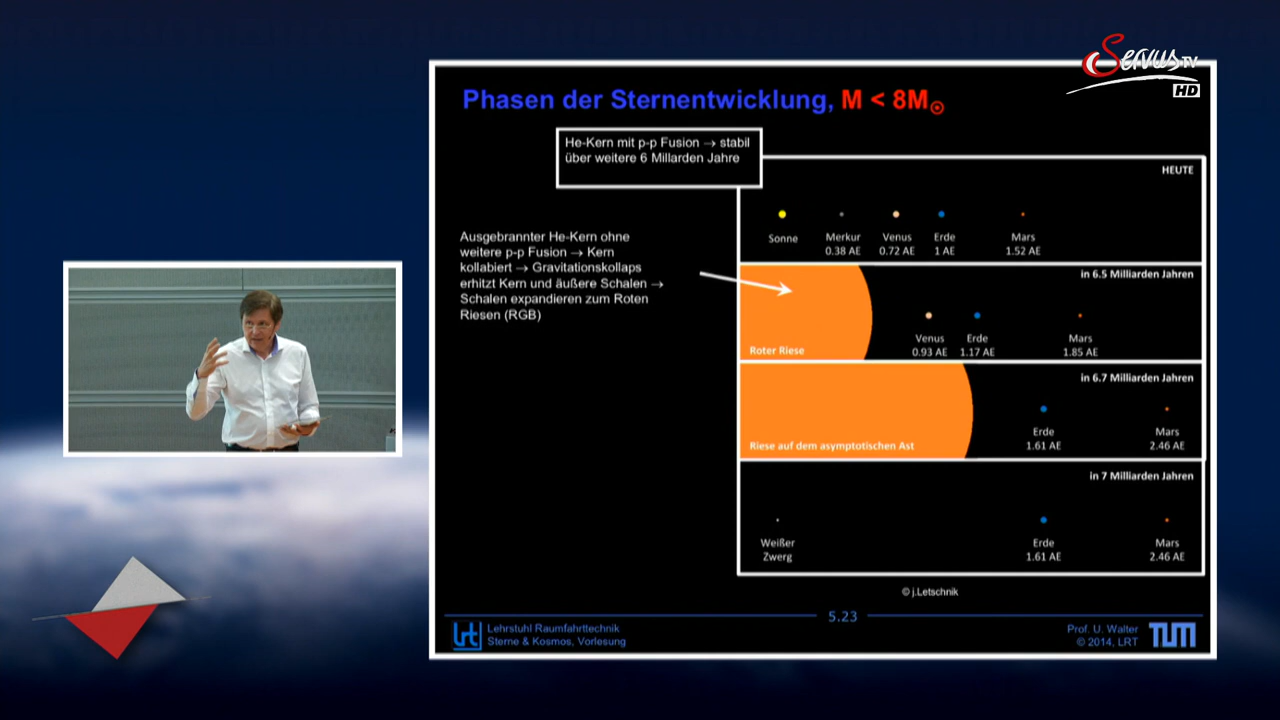 Servus TV
HD
Phasen der Sternentwicklung, M < 8M☉
He-Kern mit p-p Fusion → stabil
über weitere 6 Millarden Jahre
HEUTE
Sonne
Merkur
0.38 AE
Venus
0.72 AE
Erde
1 AE
Mars
1.52 AE
Ausgebrannter He-Kern ohne
weitere p-p Fusion → Kern
kollabiert → Gravitationskollaps
erhitzt Kern und äußere Schalen →
Schalen expandieren zum Roten
Riesen (RGB)
in 6.5 Milliarden Jahren
Roter Riese
Venus
0.93 AE
Erde
1.17 AE
Mars
1.85 AE
in 6.7 Milliarden Jahren
Riese auf dem asymptotischen Ast
Erde
1.61 AE
Mars
2.46 AE
in 7 Milliarden Jahren
Weißer
Zwerg
Erde
1.61 AE
Mars
2.46 AE
© j.Letschnik
5.23
lrt
Lehrstuhl Raumfahrttechnik
Sterne & Kosmos, Vorlesung
Prof. U. Walter
© 2014, LRT
TUM